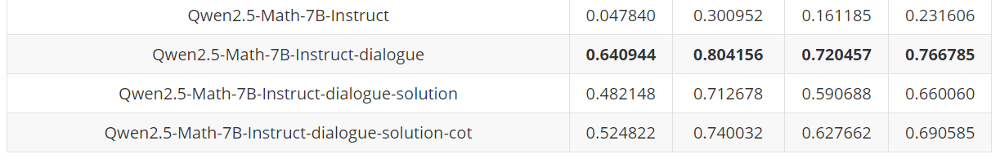 Qwen2.5-Math-7B-Instruct 0.047840 0.300952 0.161185 0.231606
Qwen2.5-Math-7B-Instruct-dialogue 0.640944 0.804156 0.720457 0.766785
Qwen2.5-Math-7B-Instruct-dialogue-solution 0.482148 0.712678 0.590688 0.660060
Qwen2.5-Math-7B-Instruct-dialogue-solution-cot 0.524822 0.740032 0.627662 0.690585